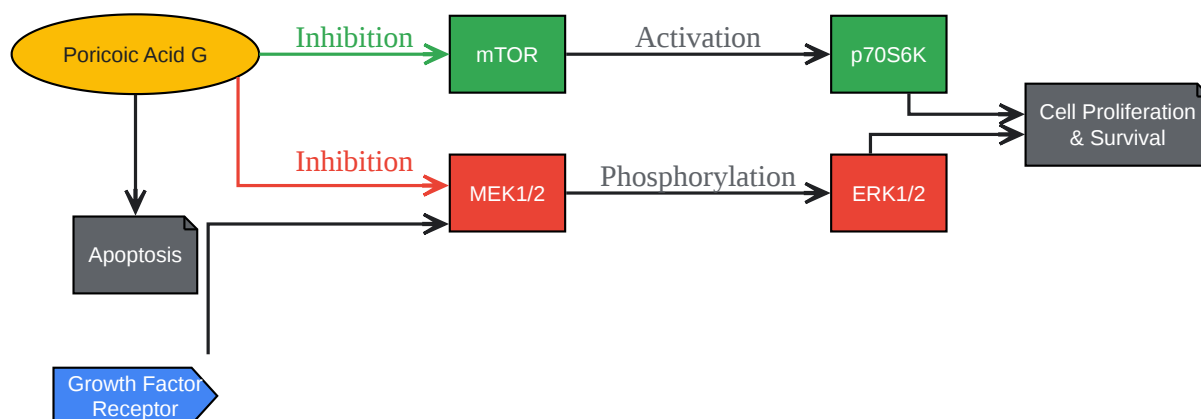 Inhibition
Activation
Poricoic Acid G
mTOR
p70S6K
Cell Proliferation
& Survival
Inhibition
Phosphorylation
MEK1/2
ERK1/2
Apoptosis
Growth Factor
Receptor